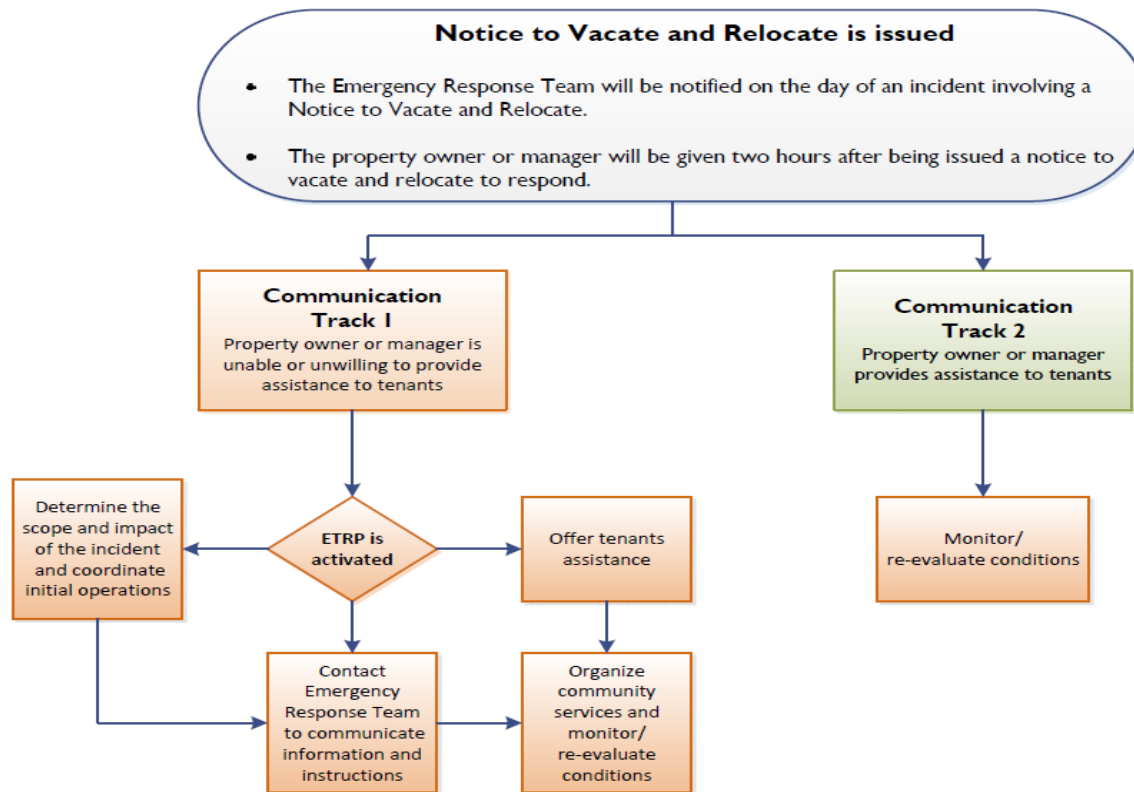 Notice to Vacate and Relocate is issued
• The Emergency Response Team will be notified on the day of an incident involving a
Notice to Vacate and Relocate.
• The property owner or manager will be given two hours after being issued a notice to
vacate and relocate to respond.
Communication
Track 1
Property owner or manager is
unable or unwilling to provide
assistance to tenants
Communication
Track 2
Property owner or manager
provides assistance to tenants
Determine the
scope and impact
of the incident
and coordinate
initial operations
ETRP is
activated
Offer tenants
assistance
Monitor/
re-evaluate conditions
Contact
Emergency
Response Team
to communicate
information and
instructions
Organize
community
services and
monitor/
re-evaluate
conditions